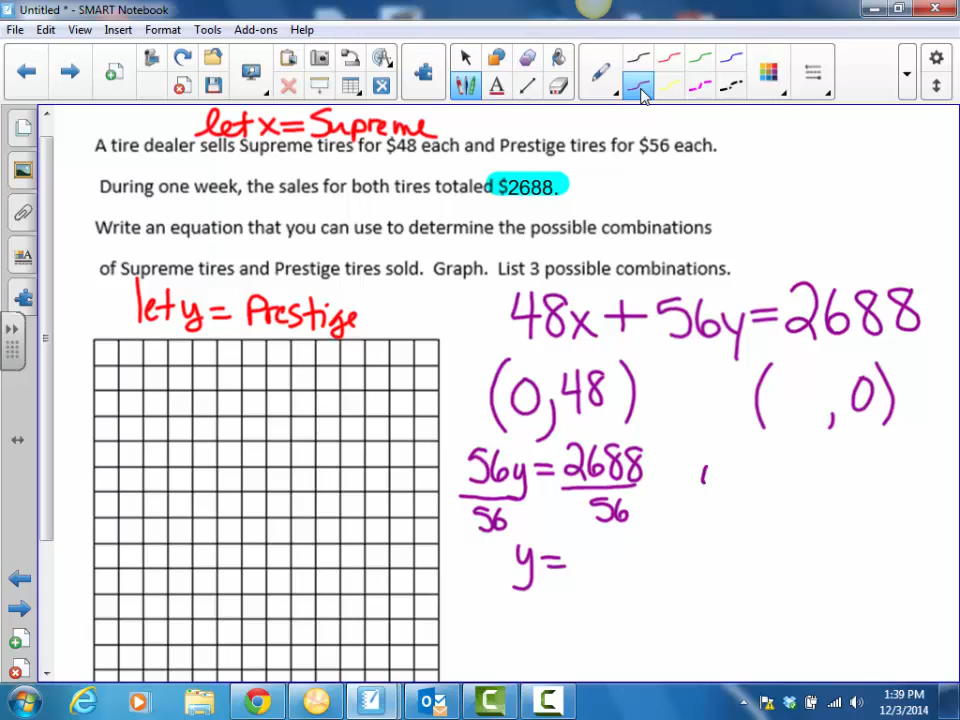 Untitled * - SMART Notebook
File Edit View Insert Format Tools Add-ons Help
let x = Supreme
A tire dealer sells Supreme tires for $48 each and Prestige tires for $56 each.
During one week, the sales for both tires totaled $2688.
Write an equation that you can use to determine the possible combinations
of Supreme tires and Prestige tires sold. Graph. List 3 possible combinations.
let y = Prestige
48x + 56y = 2688
(0, 48) ( , 0)
56y = 2688
56 56
y =
1:39 PM
12/3/2014